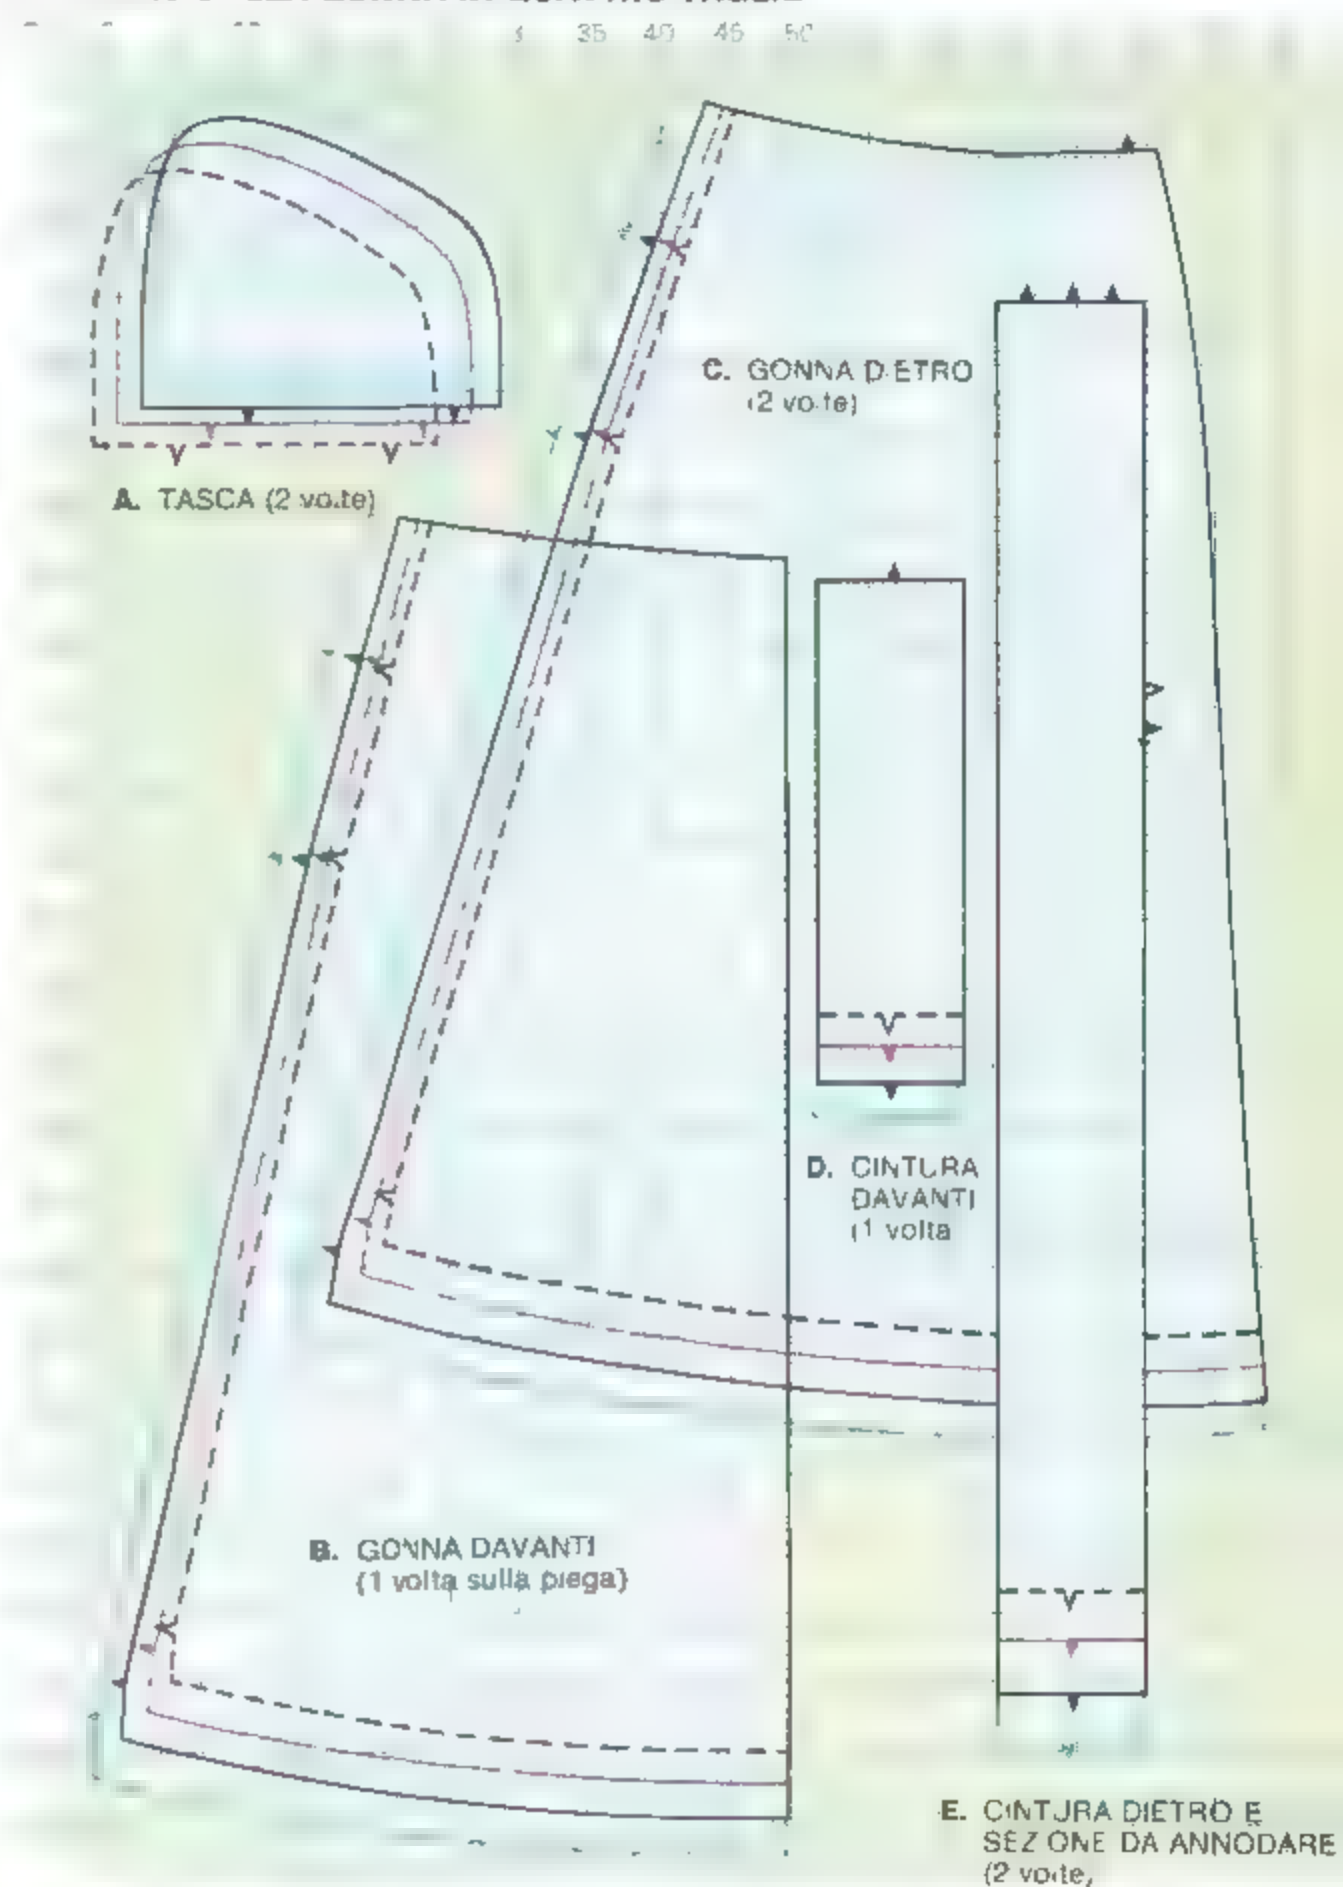 35 40 45 50
A. TASCA (2 volte)
C. GONNA DIETRO
(2 volte)
D. CINTURA
DAVANTI
(1 volta
B. GONNA DAVANTI
(1 volta sulla piega)
E. CINTURA DIETRO E
SEZIONE DA ANNODARE
(2 volte,